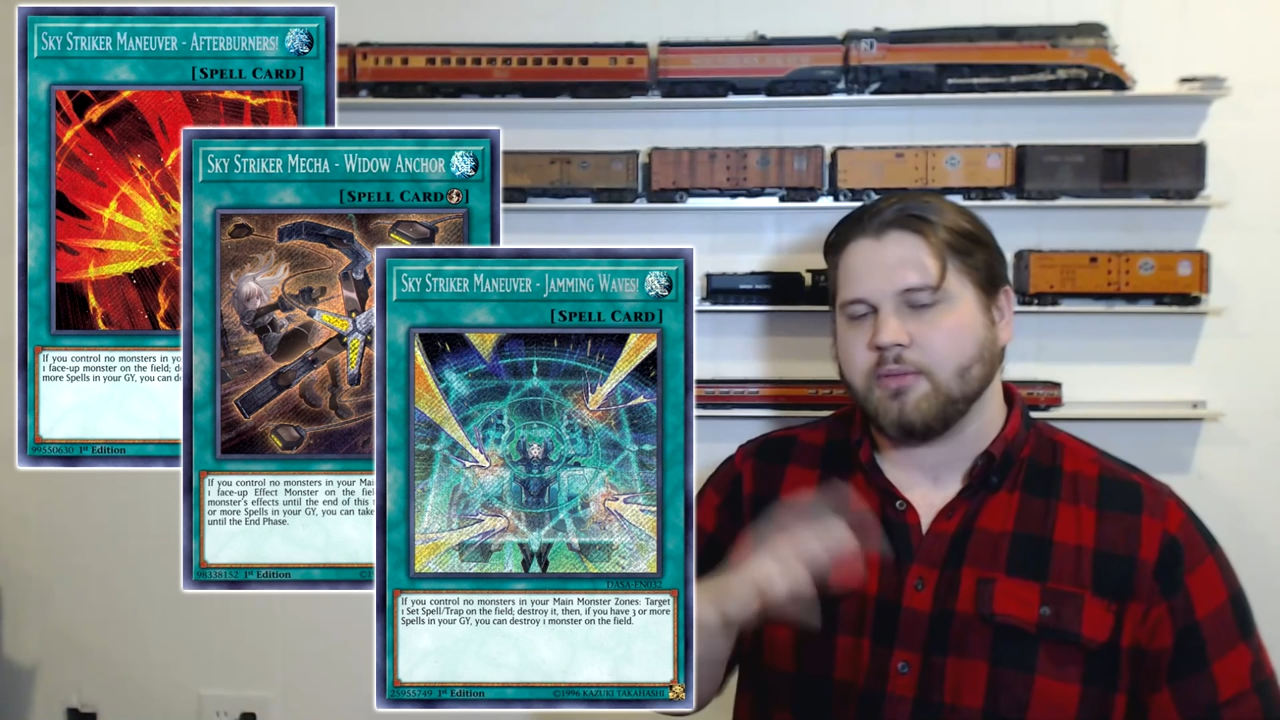 SKY STRIKER MANEUVER - AFTERBURNERS!
[SPELL CARD]
If you control no monsters in yo
1 face-up monster on the field; d
more Spells in your GY, you can d
99550630 1st Edition
SKY STRIKER MECHA - WIDOW ANCHOR
[SPELL CARD]
If you control no monsters in your Mai
1 face-up Effect Monster on the fiel
monster's effects until the end of this
or more Spells in your GY, you can take
until the End Phase.
98338152 1st Edition
SKY STRIKER MANEUVER - JAMMING WAVES!
[SPELL CARD]
DASA-EN032
If you control no monsters in your Main Monster Zones: Target
1 Set Spell/Trap on the field; destroy it, then, if you have 3 or more
Spells in your GY, you can destroy 1 monster on the field.
25955749 1st Edition ©1996 KAZUKI TAKAHASHI